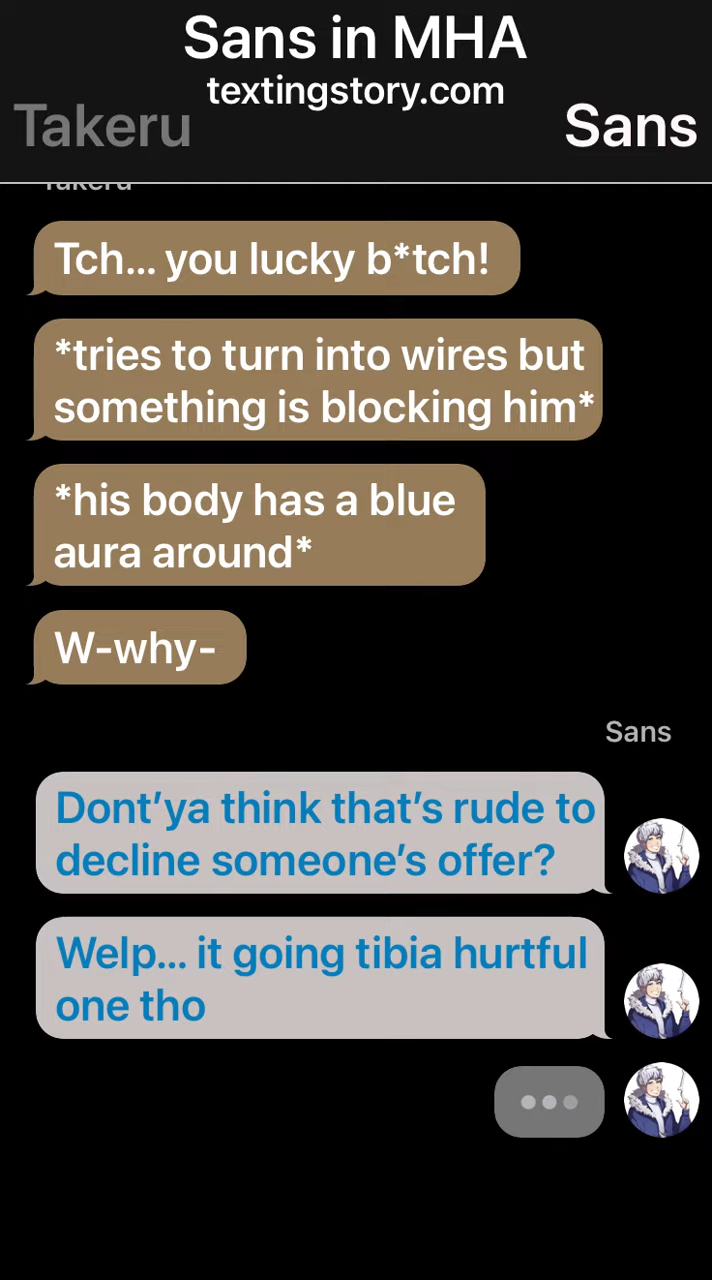 Sans in MHA
textingstory.com
Takeru
Sans
Takeru
Tch... you lucky b*tch!
*tries to turn into wires but
something is blocking him*
*his body has a blue
aura around*
W-why-
Sans
Dont'ya think that's rude to
decline someone's offer?
Welp... it going tibia hurtful
one tho